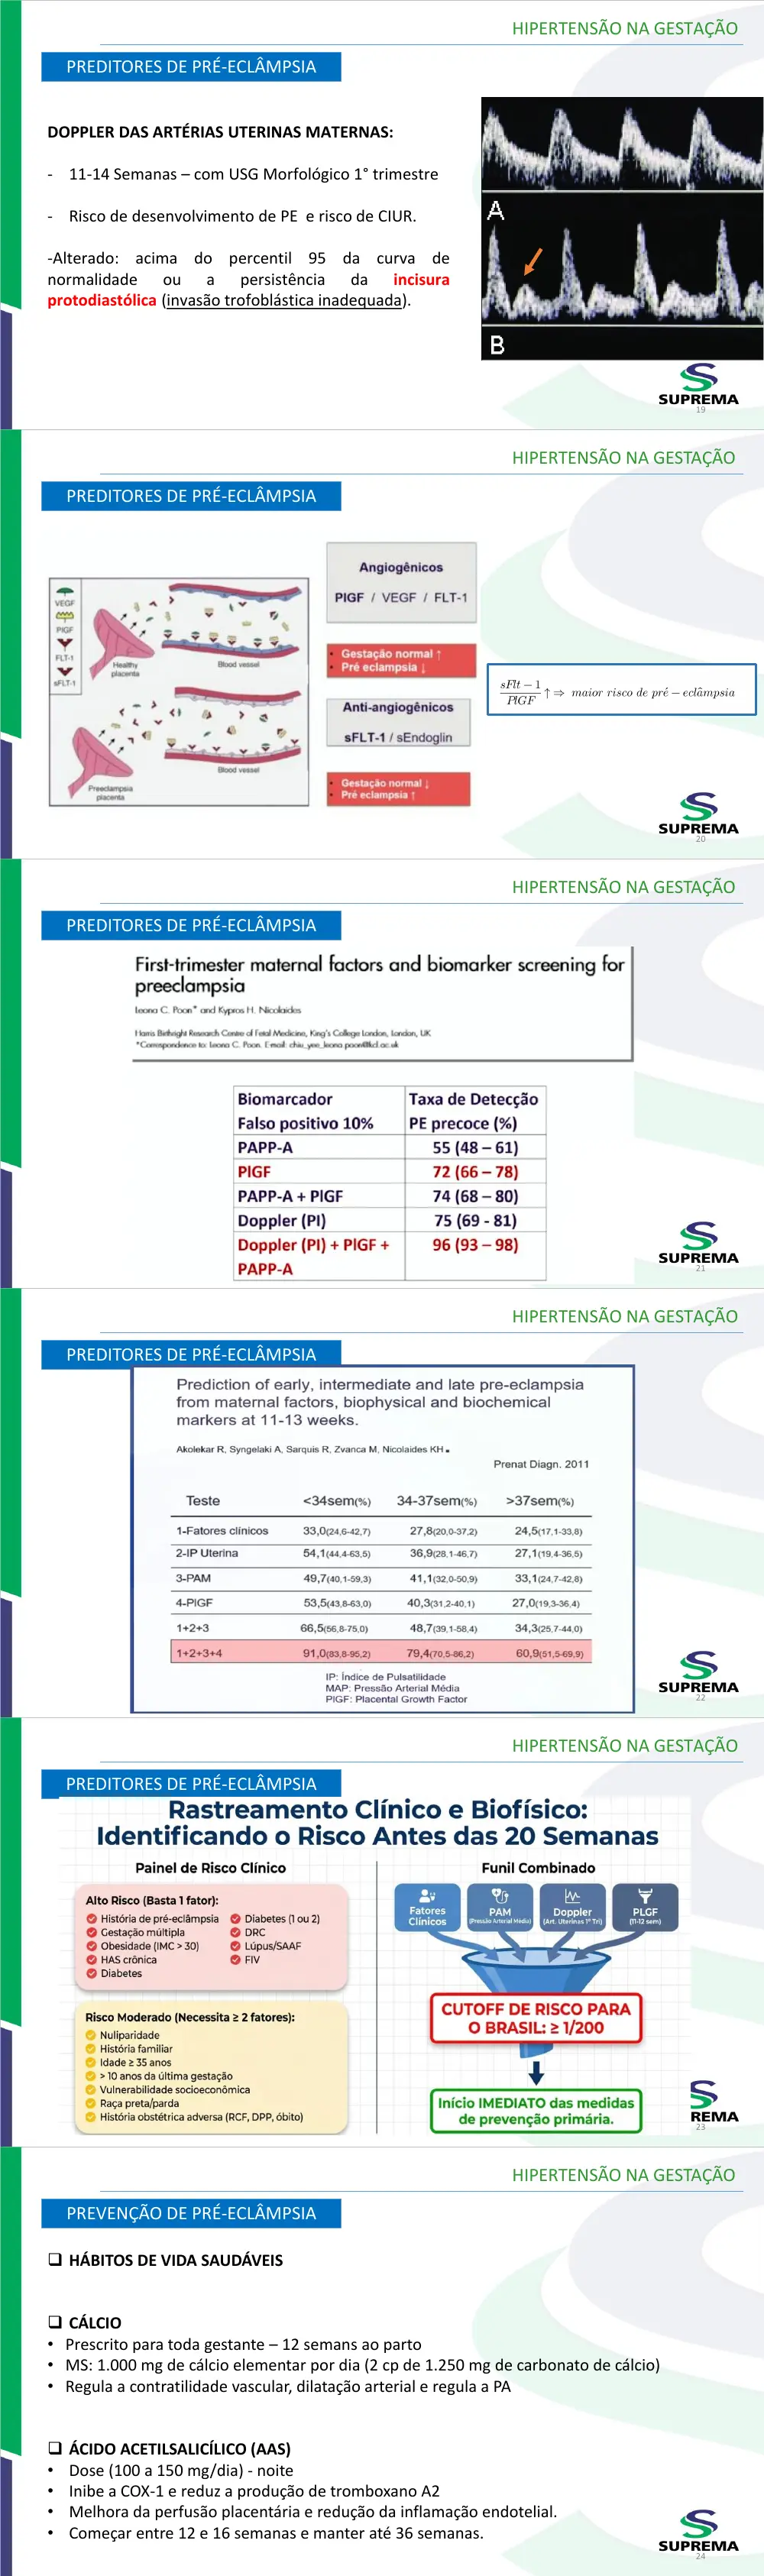 HIPERTENSÃO NA GESTAÇÃO
PREDITORES DE PRÉ-ECLÂMPSIA
DOPPLER DAS ARTÉRIAS UTERINAS MATERNAS:
- 11-14 Semanas – com USG Morfológico 1° trimestre
- Risco de desenvolvimento de PE e risco de CIUR.
-Alterado: acima do percentil 95 da curva de
normalidade ou a persistência da incisura
protodiastólica (invasão trofoblástica inadequada).
A
B
SUPREMA
19
HIPERTENSÃO NA GESTAÇÃO
PREDITORES DE PRÉ-ECLÂMPSIA
VEGF
PlGF
FLT-1
sFLT-1
Healthy
placenta
Blood vessel
Preeclampsia
placenta
Blood vessel
Angiogênicos
PIGF / VEGF / FLT-1
• Gestação normal ↑
• Pré eclampsia ↓
Anti-angiogênicos
sFLT-1 / sEndoglin
• Gestação normal ↓
• Pré eclampsia ↑
sFlt – 1
PlGF ↑ ⇒ maior risco de pré – eclâmpsia
SUPREMA
20
HIPERTENSÃO NA GESTAÇÃO
PREDITORES DE PRÉ-ECLÂMPSIA
First-trimester maternal factors and biomarker screening for
preeclampsia
Leona C. Poon* and Kypros H. Nicolaides
Harris Birthright Research Centre of Fetal Medicine, King's College London, London, UK
*Correspondence to: Leona C. Poon. E-mail: chiu_yee_leona.poon@kcl.ac.uk
Biomarcador Taxa de Detecção
Falso positivo 10% PE precoce (%)
PAPP-A 55 (48 – 61)
PlGF 72 (66 – 78)
PAPP-A + PlGF 74 (68 – 80)
Doppler (PI) 75 (69 - 81)
Doppler (PI) + PlGF + 96 (93 – 98)
PAPP-A
SUPREMA
21
HIPERTENSÃO NA GESTAÇÃO
PREDITORES DE PRÉ-ECLÂMPSIA
Prediction of early, intermediate and late pre-eclampsia
from maternal factors, biophysical and biochemical
markers at 11-13 weeks.
Akolekar R, Syngelaki A, Sarquis R, Zvanca M, Nicolaides KH.
Prenat Diagn. 2011
Teste <34sem(%) 34-37sem(%) >37sem(%)
1-Fatores clínicos 33,0(24,6-42,7) 27,8(20,0-37,2) 24,5(17,1-33,8)
2-IP Uterina 54,1(44,4-63,5) 36,9(28,1-46,7) 27,1(19,4-36,5)
3-PAM 49,7(40,1-59,3) 41,1(32,0-50,9) 33,1(24,7-42,8)
4-PIGF 53,5(43,8-63,0) 40,3(31,2-40,1) 27,0(19,3-36,4)
1+2+3 66,5(56,8-75,0) 48,7(39,1-58,4) 34,3(25,7-44,0)
1+2+3+4 91,0(83,8-95,2) 79,4(70,5-86,2) 60,9(51,5-69,9)
IP: Índice de Pulsatilidade
MAP: Pressão Arterial Média
PIGF: Placental Growth Factor
SUPREMA
22
HIPERTENSÃO NA GESTAÇÃO
PREDITORES DE PRÉ-ECLÂMPSIA
Rastreamento Clínico e Biofísico:
Identificando o Risco Antes das 20 Semanas
Painel de Risco Clínico
Alto Risco (Basta 1 fator):
História de pré-eclâmpsia
Gestação múltipla
Obesidade (IMC > 30)
HAS crônica
Diabetes
Diabetes (1 ou 2)
DRC
Lúpus/SAAF
FIV
Risco Moderado (Necessita ≥ 2 fatores):
Nuliparidade
História familiar
Idade ≥ 35 anos
> 10 anos da última gestação
Vulnerabilidade socioeconômica
Raça preta/parda
História obstétrica adversa (RCF, DPP, óbito)
Funil Combinado
Fatores
Clínicos
PAM
(Pressão Arterial Média)
Doppler
(Art. Uterinas 1º Tri)
PLGF
(11-12 sem)
CUTOFF DE RISCO PARA
O BRASIL: ≥ 1/200
Início IMEDIATO das medidas
de prevenção primária.
REMA
23
HIPERTENSÃO NA GESTAÇÃO
PREVENÇÃO DE PRÉ-ECLÂMPSIA
❑ HÁBITOS DE VIDA SAUDÁVEIS
❑ CÁLCIO
• Prescrito para toda gestante – 12 semans ao parto
• MS: 1.000 mg de cálcio elementar por dia (2 cp de 1.250 mg de carbonato de cálcio)
• Regula a contratilidade vascular, dilatação arterial e regula a PA
❑ ÁCIDO ACETILSALICÍLICO (AAS)
• Dose (100 a 150 mg/dia) - noite
• Inibe a COX-1 e reduz a produção de tromboxano A2
• Melhora da perfusão placentária e redução da inflamação endotelial.
• Começar entre 12 e 16 semanas e manter até 36 semanas.
SUPREMA
24